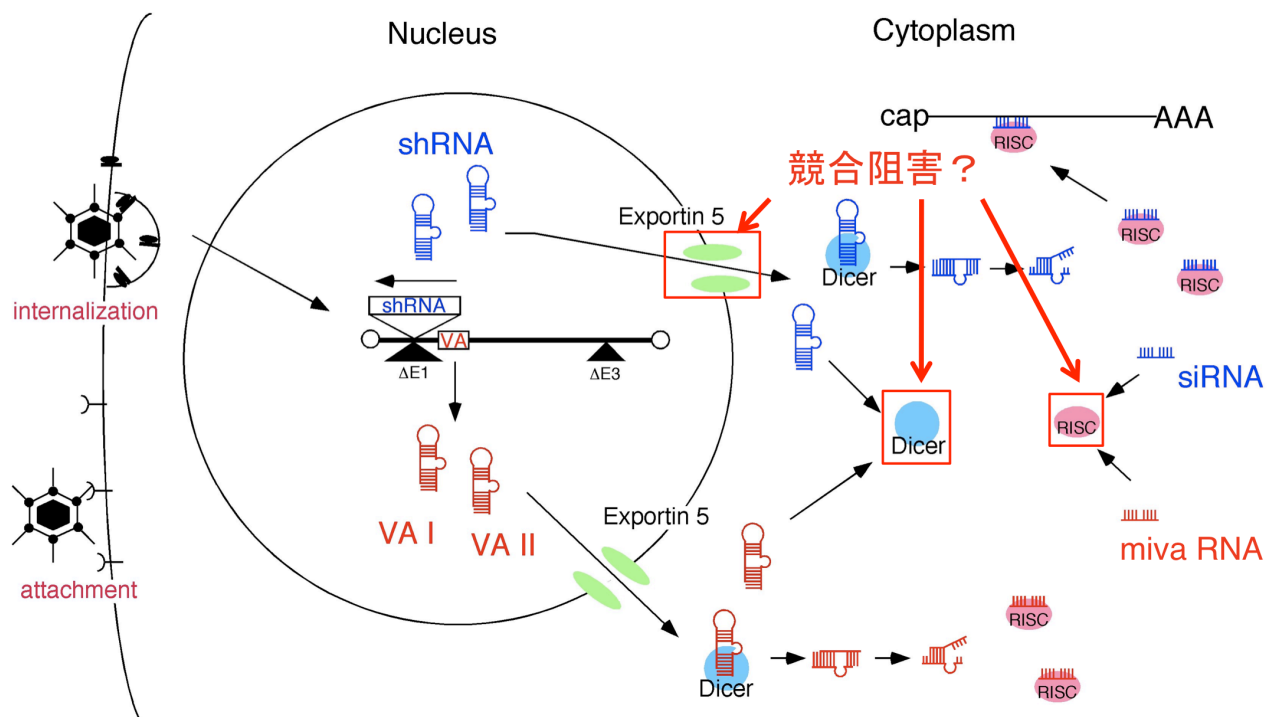 Nucleus
Cytoplasm
cap
AAA
RISC
shRNA
競合阻害？
Exportin 5
RISC
Dicer
RISC
internalization
shRNA
VA
ΔE1
ΔE3
siRNA
Dicer
RISC
Exportin 5
VA I
VA II
miva RNA
attachment
RISC
Dicer
RISC